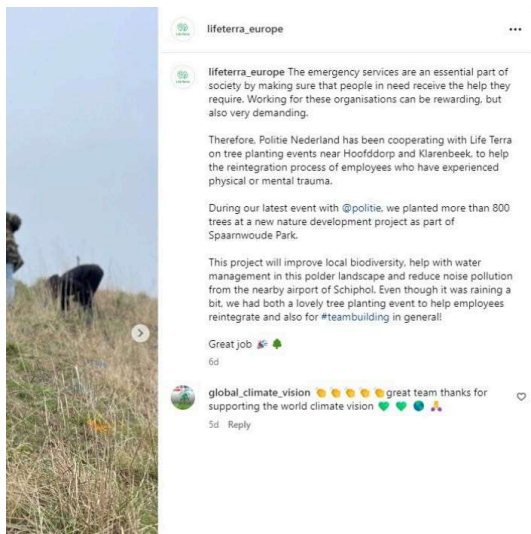 lifeterra_europe
lifeterra_europe The emergency services are an essential part of
society by making sure that people in need receive the help they
require. Working for these organisations can be rewarding, but
also very demanding.
Therefore, Politie Nederland has been cooperating with Life Terra
on tree planting events near Hoofddorp and Klarenbeek, to help
the reintegration process of employees who have experienced
physical or mental trauma.
During our latest event with @politie, we planted more than 800
trees at a new nature development project as part of
Spaarnwoude Park.
This project will improve local biodiversity, help with water
management in this polder landscape and reduce noise pollution
from the nearby airport of Schiphol. Even though it was raining a
bit, we had both a lovely tree planting event to help employees
reintegrate and also for #teambuilding in general!
Great job 🎉 🌲
6d
global_climate_vision 👏👏👏👏👏great team thanks for
supporting the world climate vision 💚 💚 🌍 🙏
5d Reply